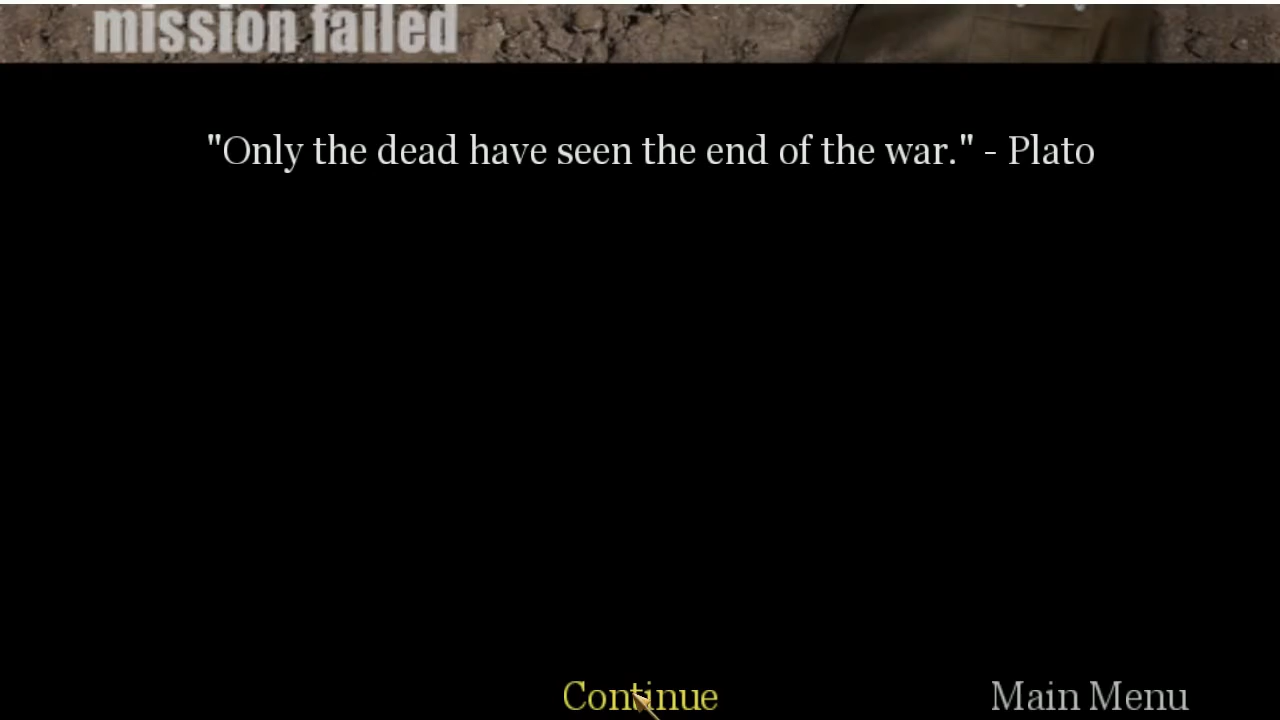 mission failed
"Only the dead have seen the end of the war." - Plato
Continue
Main Menu